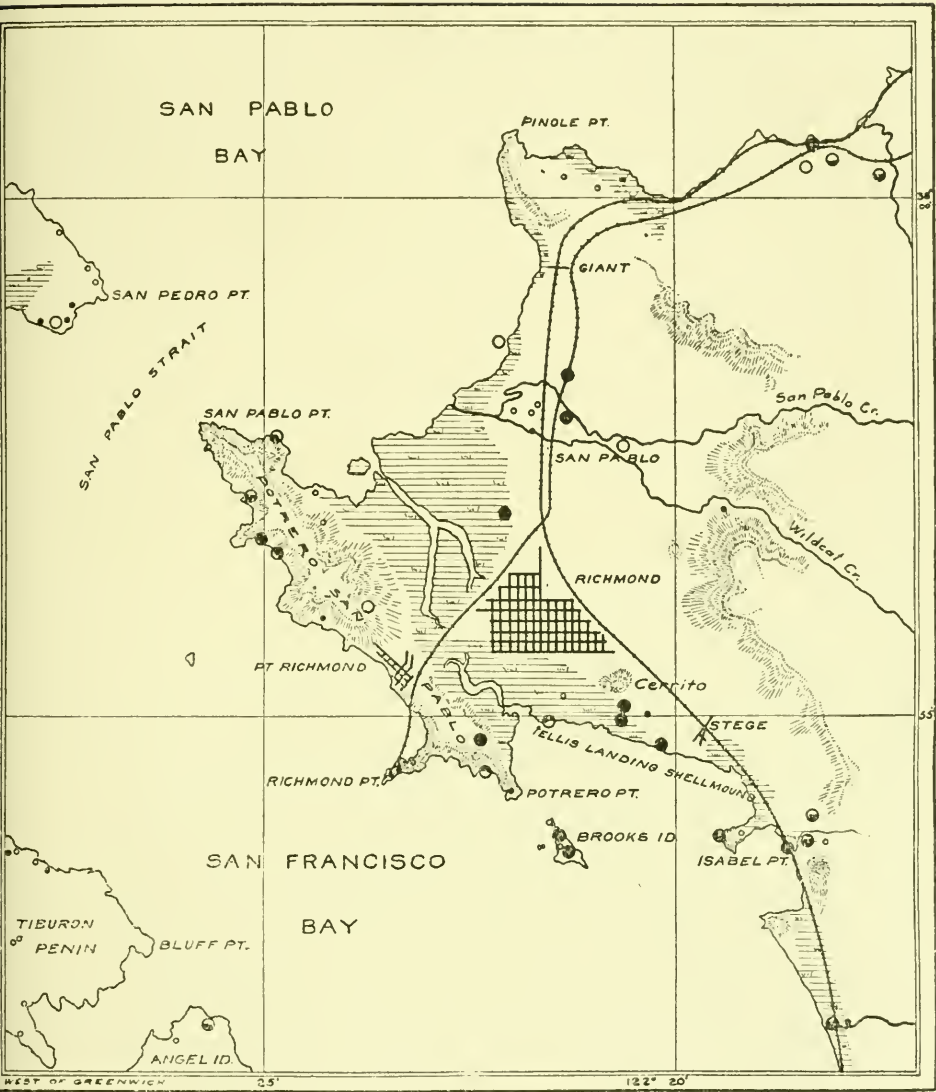 SAN PABLO
BAY
PINOLE PT.
38°
GIANT
SAN PEDRO PT.
SAN PABLO STRAIT
San Pablo Cr.
SAN PABLO PT.
SAN PABLO
POTRERO
SAN
PABLO
Wildcat Cr.
RICHMOND
PT RICHMOND
Cerrito
55'
STEGE
ELLIS LANDING SHELLMOUND
RICHMOND PT.
POTRERO PT.
BROOKS ID.
ISABEL PT.
SAN FRANCISCO
BAY
TIBURON
PENIN
BLUFF PT.
ANGEL ID.
WEST OF GREENWICH
25'
122° 20'